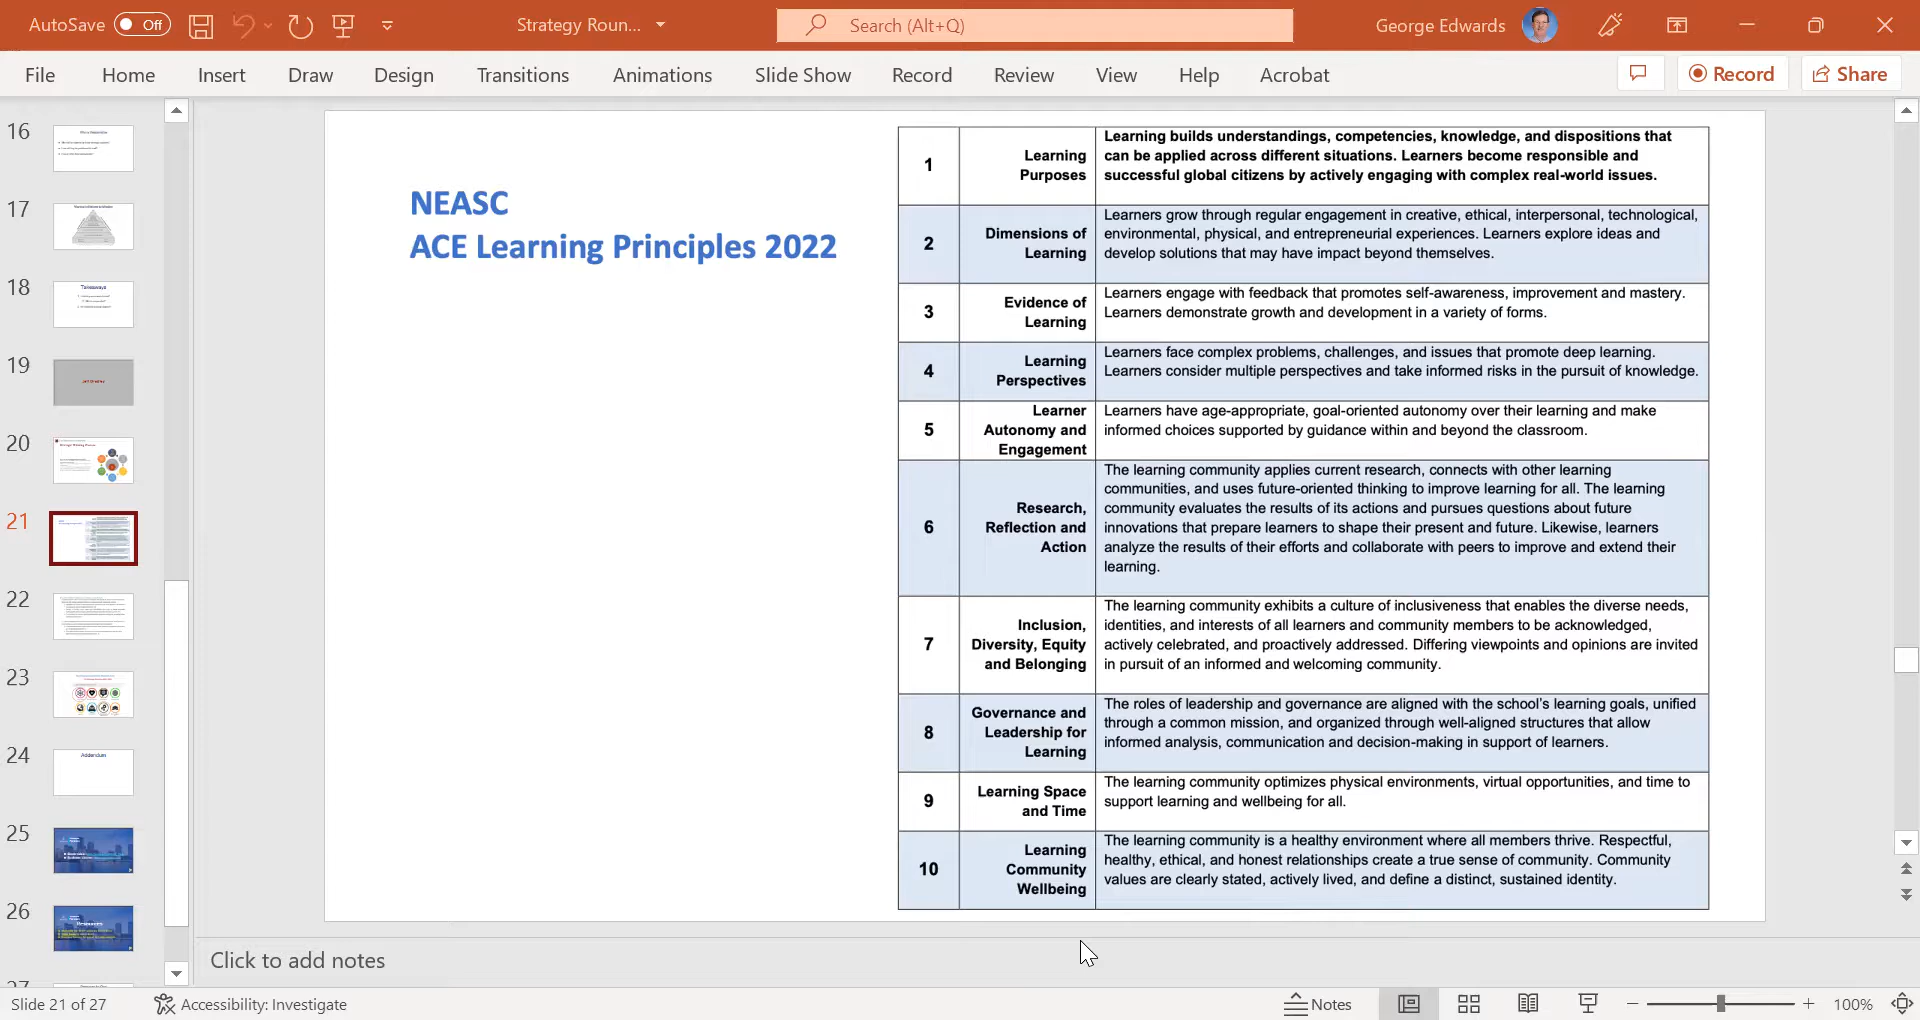 AutoSave Off
Strategy Roun...
Search (Alt+Q)
George Edwards
File Home Insert Draw Design Transitions Animations Slide Show Record Review View Help Acrobat
Record Share
16
17
18
Takeaways
19
20
21
22
23
24
Addendum
25
26
Resources
27
NEASC
ACE Learning Principles 2022
1
Learning
Purposes
Learning builds understandings, competencies, knowledge, and dispositions that
can be applied across different situations. Learners become responsible and
successful global citizens by actively engaging with complex real-world issues.
2
Dimensions of
Learning
Learners grow through regular engagement in creative, ethical, interpersonal, technological,
environmental, physical, and entrepreneurial experiences. Learners explore ideas and
develop solutions that may have impact beyond themselves.
3
Evidence of
Learning
Learners engage with feedback that promotes self-awareness, improvement and mastery.
Learners demonstrate growth and development in a variety of forms.
4
Learning
Perspectives
Learners face complex problems, challenges, and issues that promote deep learning.
Learners consider multiple perspectives and take informed risks in the pursuit of knowledge.
5
Learner
Autonomy and
Engagement
Learners have age-appropriate, goal-oriented autonomy over their learning and make
informed choices supported by guidance within and beyond the classroom.
6
Research,
Reflection and
Action
The learning community applies current research, connects with other learning
communities, and uses future-oriented thinking to improve learning for all. The learning
community evaluates the results of its actions and pursues questions about future
innovations that prepare learners to shape their present and future. Likewise, learners
analyze the results of their efforts and collaborate with peers to improve and extend their
learning.
7
Inclusion,
Diversity, Equity
and Belonging
The learning community exhibits a culture of inclusiveness that enables the diverse needs,
identities, and interests of all learners and community members to be acknowledged,
actively celebrated, and proactively addressed. Differing viewpoints and opinions are invited
in pursuit of an informed and welcoming community.
8
Governance and
Leadership for
Learning
The roles of leadership and governance are aligned with the school's learning goals, unified
through a common mission, and organized through well-aligned structures that allow
informed analysis, communication and decision-making in support of learners.
9
Learning Space
and Time
The learning community optimizes physical environments, virtual opportunities, and time to
support learning and wellbeing for all.
10
Learning
Community
Wellbeing
The learning community is a healthy environment where all members thrive. Respectful,
healthy, ethical, and honest relationships create a true sense of community. Community
values are clearly stated, actively lived, and define a distinct, sustained identity.
Click to add notes
Slide 21 of 27
Accessibility: Investigate
Notes
100%